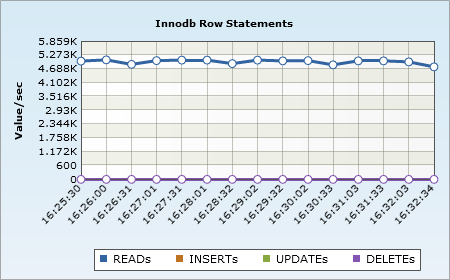 Innodb Row Statements
Value/sec
5.859K
5.273K
4.688K
4.102K
3.516K
2.93K
2.344K
1.758K
1.172K
600
0
16:25:30
16:26:00
16:26:31
16:27:01
16:27:31
16:28:01
16:28:32
16:29:02
16:29:32
16:30:02
16:30:33
16:31:03
16:31:33
16:32:03
16:32:34
READs INSERTs UPDATEs DELETEs